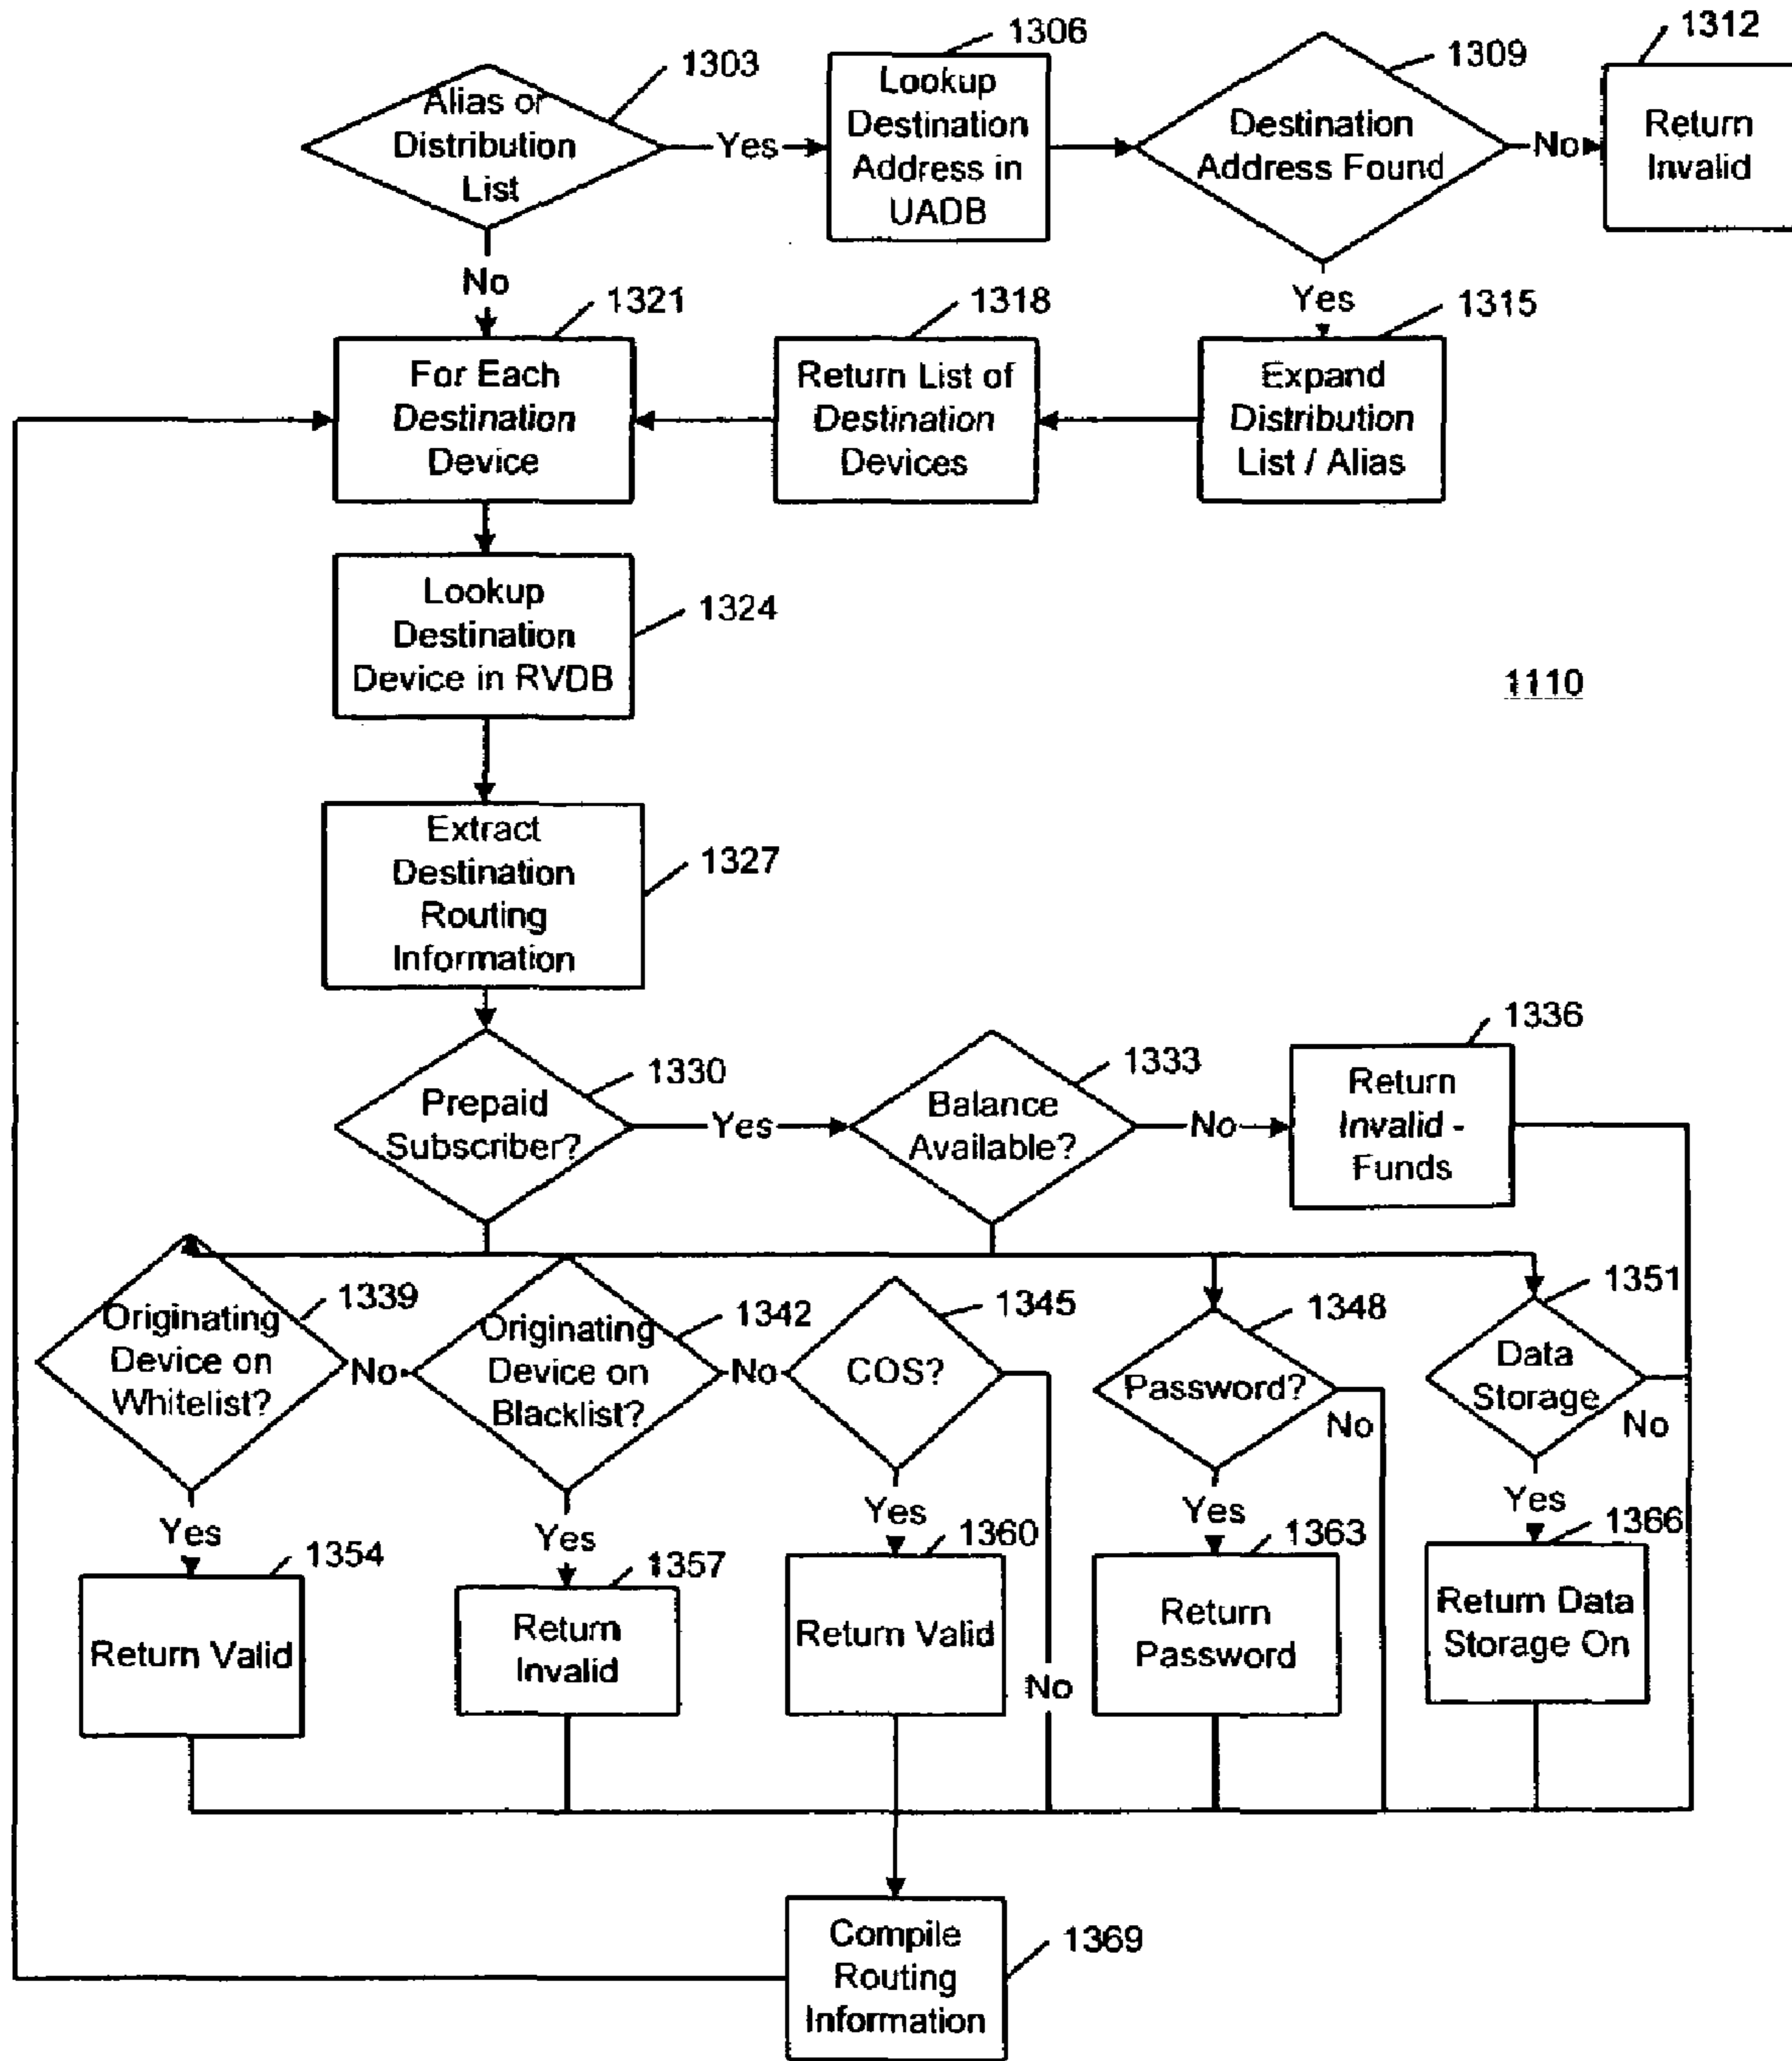 1303
Alias or
Distribution
List
Yes
1306
Lookup
Destination
Address in
UADB
1309
Destination
Address Found
No
1312
Return
Invalid
No
Yes
1321
For Each
Destination
Device
1318
Return List of
Destination
Devices
1315
Expand
Distribution
List / Alias
Lookup
Destination
Device in RVDB
1324
1110
Extract
Destination
Routing
Information
1327
Prepaid
Subscriber?
1330
Yes
Balance
Available?
1333
No
1336
Return
Invalid -
Funds
Originating
Device on
Whitelist?
1339
No
Originating
Device on
Blacklist?
1342
No
COS?
1345
Password?
1348
No
Data
Storage
1351
No
Yes
Yes
Yes
Yes
Yes
1354
Return Valid
1357
Return
Invalid
1360
Return Valid
No
1363
Return
Password
1366
Return Data
Storage On
Compile
Routing
Information
1369